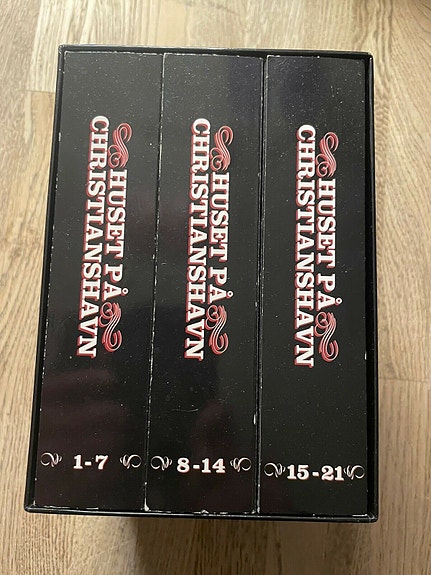 HUSET PÅ
CHRISTIANSHAVN
1-7
HUSET PÅ
CHRISTIANSHAVN
8-14
HUSET PÅ
CHRISTIANSHAVN
15-21